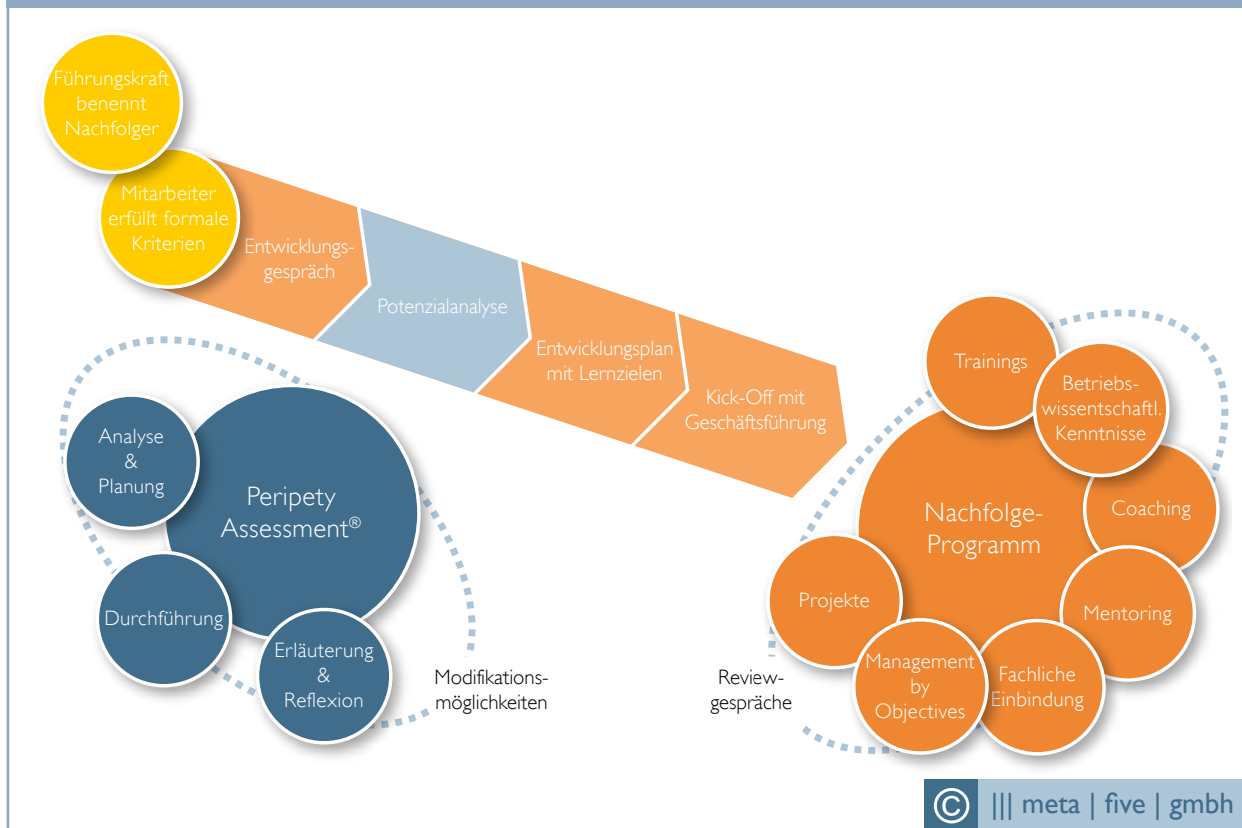 Führungskraft
benennt
Nachfolger
Mitarbeiter
erfüllt formale
Kriterien
Entwicklungs-
gespräch
Potenzialanalyse
Entwicklungsplan
mit Lernzielen
Kick-Off mit
Geschäftsführung
Analyse
&
Planung
Peripety
Assessment®
Durchführung
Erläuterung
&
Reflexion
Modifikations-
möglichkeiten
Trainings
Betriebs-
wissentschaftl.
Kenntnisse
Coaching
Nachfolge-
Programm
Mentoring
Projekte
Management
by
Objectives
Fachliche
Einbindung
Review-
gespräche
© ||| meta | five | gmbh